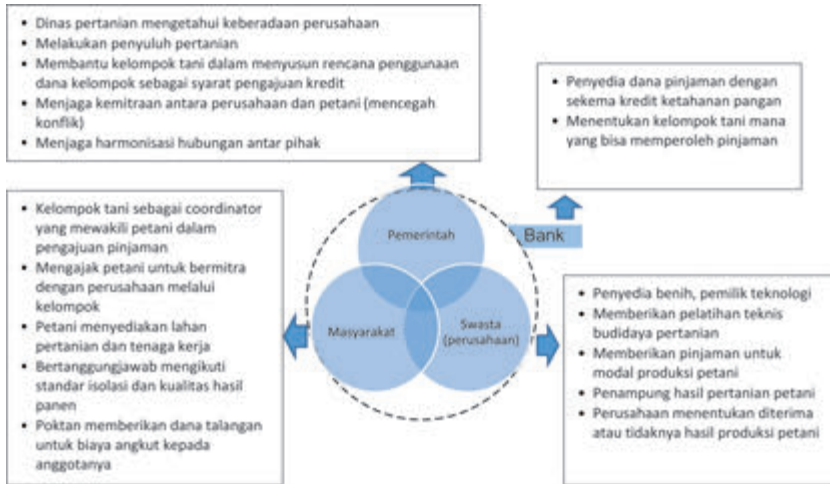 • Dinas pertanian mengetahui keberadaan perusahaan
• Melakukan penyuluh pertanian
• Membantu kelompok tani dalam menyusun rencana penggunaan
dana kelompok sebagai syarat pengajuan kredit
• Menjaga kemitraan antara perusahaan dan petani (mencegah
konflik)
• Menjaga harmonisasi hubungan antar pihak
• Penyedia dana pinjaman dengan
sekema kredit ketahanan pangan
• Menentukan kelompok tani mana
yang bisa memperoleh pinjaman
Pemerintah
Bank
• Kelompok tani sebagai coordinator
yang mewakili petani dalam
pengajuan pinjaman
• Mengajak petani untuk bermitra
dengan perusahaan melalui
kelompok
• Petani menyediakan lahan
pertanian dan tenaga kerja
• Bertanggungjawab mengikuti
standar isolasi dan kualitas hasil
panen
• Poktan memberikan dana talangan
untuk biaya angkut kepada
anggotanya
Masyarakat
Swasta
(perusahaan)
• Penyedia benih, pemilik teknologi
• Memberikan pelatihan teknis
budidaya pertanian
• Memberikan pinjaman untuk
modal produksi petani
• Penampung hasil pertanian petani
• Perusahaan menentukan diterima
atau tidaknya hasil produksi petani